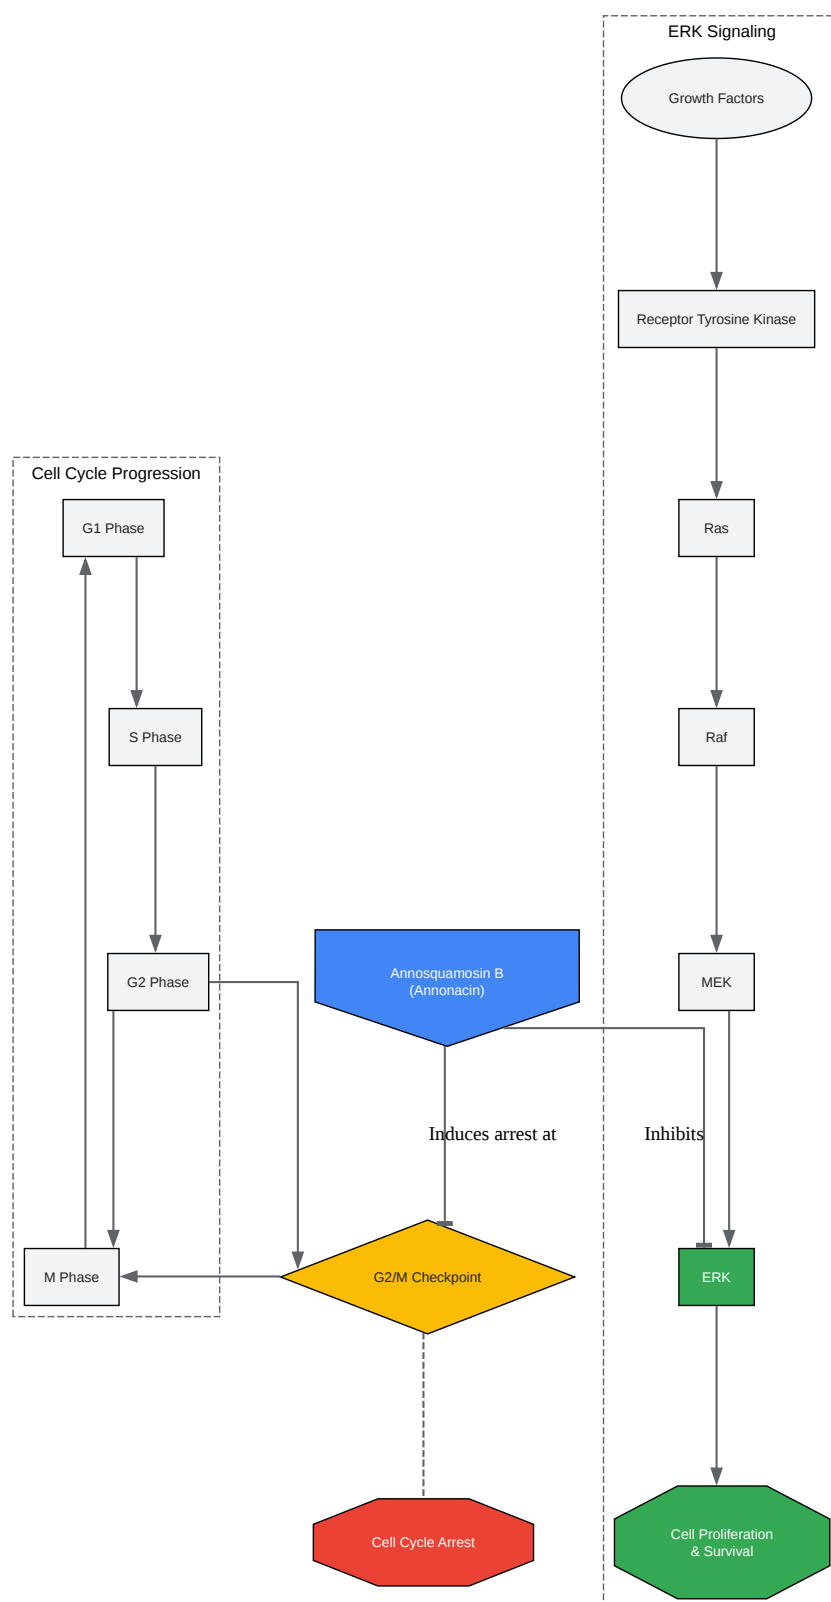 ERK Signaling
Growth Factors
Receptor Tyrosine Kinase
Cell Cycle Progression
G1 Phase
Ras
S Phase
Raf
Annosquamosin B
(Annonacin)
G2 Phase
MEK
Induces arrest at
Inhibits
M Phase
G2/M Checkpoint
ERK
Cell Cycle Arrest
Cell Proliferation
& Survival